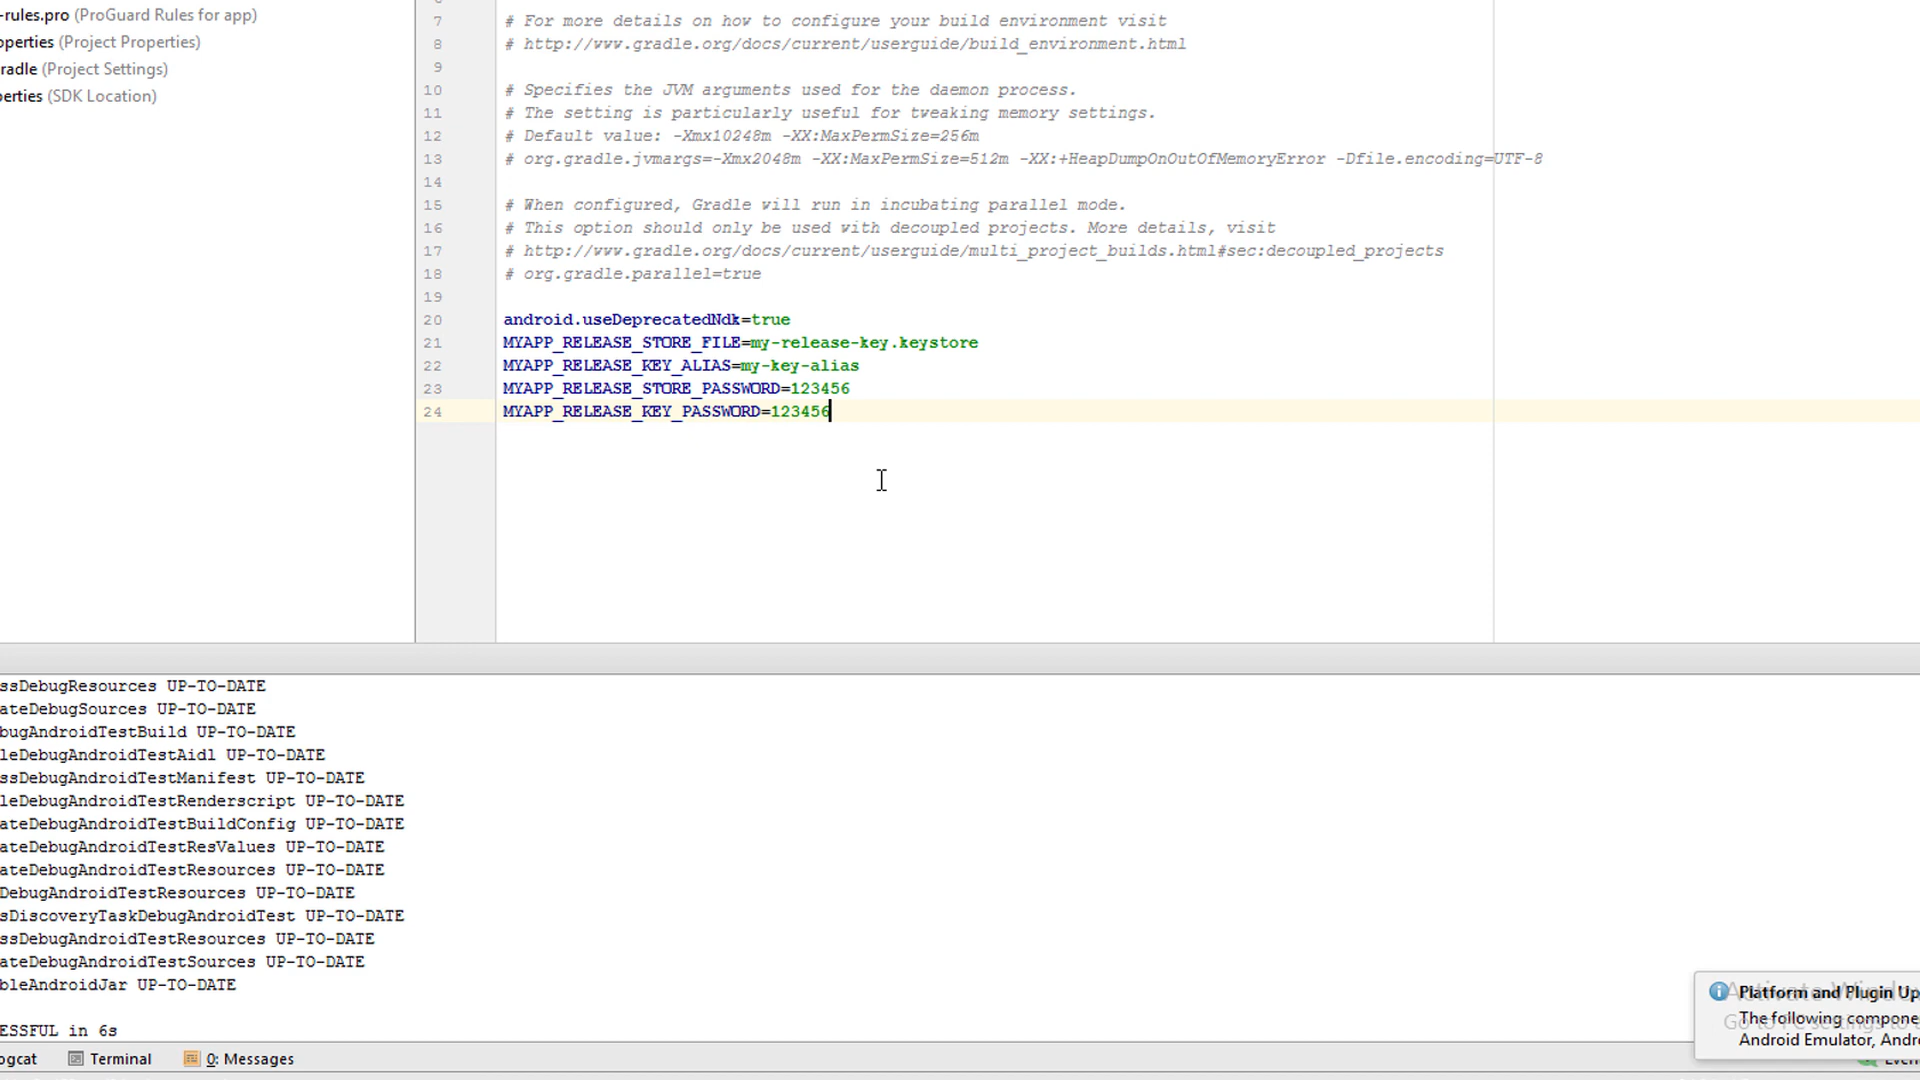 -rules.pro (ProGuard Rules for app)
operties (Project Properties)
radle (Project Settings)
erties (SDK Location)
7 # For more details on how to configure your build environment visit
8 # http://www.gradle.org/docs/current/userguide/build_environment.html
9
10 # Specifies the JVM arguments used for the daemon process.
11 # The setting is particularly useful for tweaking memory settings.
12 # Default value: -Xmx10248m -XX:MaxPermSize=256m
13 # org.gradle.jvmargs=-Xmx2048m -XX:MaxPermSize=512m -XX:+HeapDumpOnOutOfMemoryError -Dfile.encoding=UTF-8
14
15 # When configured, Gradle will run in incubating parallel mode.
16 # This option should only be used with decoupled projects. More details, visit
17 # http://www.gradle.org/docs/current/userguide/multi_project_builds.html#sec:decoupled_projects
18 # org.gradle.parallel=true
19
20 android.useDeprecatedNdk=true
21 MYAPP_RELEASE_STORE_FILE=my-release-key.keystore
22 MYAPP_RELEASE_KEY_ALIAS=my-key-alias
23 MYAPP_RELEASE_STORE_PASSWORD=123456
24 MYAPP_RELEASE_KEY_PASSWORD=123456
ssDebugResources UP-TO-DATE
ateDebugSources UP-TO-DATE
bugAndroidTestBuild UP-TO-DATE
leDebugAndroidTestAidl UP-TO-DATE
ssDebugAndroidTestManifest UP-TO-DATE
leDebugAndroidTestRenderscript UP-TO-DATE
ateDebugAndroidTestBuildConfig UP-TO-DATE
ateDebugAndroidTestResValues UP-TO-DATE
ateDebugAndroidTestResources UP-TO-DATE
DebugAndroidTestResources UP-TO-DATE
sDiscoveryTaskDebugAndroidTest UP-TO-DATE
ssDebugAndroidTestResources UP-TO-DATE
ateDebugAndroidTestSources UP-TO-DATE
bleAndroidJar UP-TO-DATE
ESSFUL in 6s
Platform and Plugin Up
The following compone
Android Emulator, Andr
ogcat Terminal 0: Messages